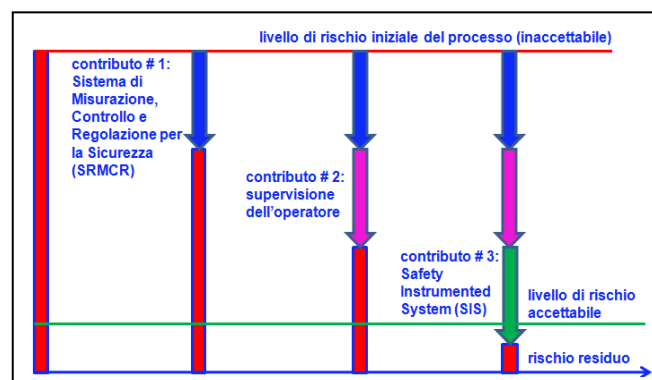 livello di rischio iniziale del processo (inaccettabile)
contributo # 1:
Sistema di
Misurazione,
Controllo e
Regolazione per
la Sicurezza
(SRMCR)
contributo # 2:
supervisione
dell'operatore
contributo # 3:
Safety
Instrumented
System (SIS)
livello di rischio
accettabile
rischio residuo